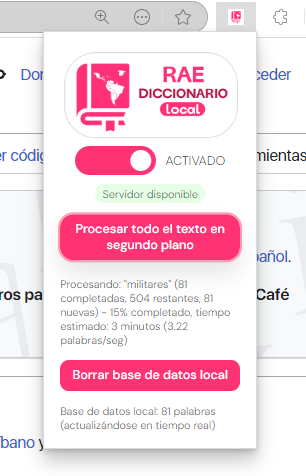 Don
ceder
RAE
DICCIONARIO
local
er códig
mientas
ACTIVADO
Servidor disponible
Procesar todo el texto en
segundo plano
pañol.
Procesando: "militares" (81
completadas, 504 restantes, 81
nuevas) - 15% completado, tiempo
estimado: 3 minutos (3.22
palabras/seg)
ros pa
Café
Borrar base de datos local
Base de datos local: 81 palabras
(actualizándose en tiempo real)
rbano y